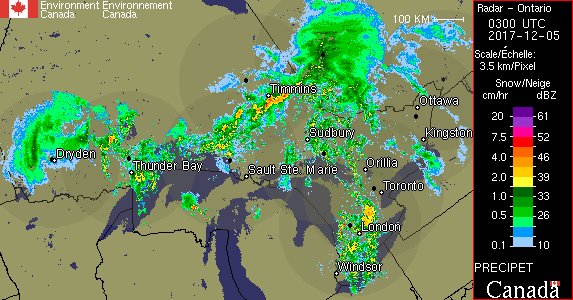 Environment Environnement
Canada Canada
100 KM
Timmins
Ottawa
Sudbury
Kingston
Dryden
Thunder Bay
Sault Ste. Marie
Orillia
Toronto
London
Windsor
Radar - Ontario
0300 UTC
2017-12-05
Scale/Échelle:
3.5 km/Pixel
Snow/Neige
cm/hr dBZ
20 61
7.5 52
4.0 46
2.0 39
1.0 33
0.5 26
0.1 10
PRECIPET
Canada